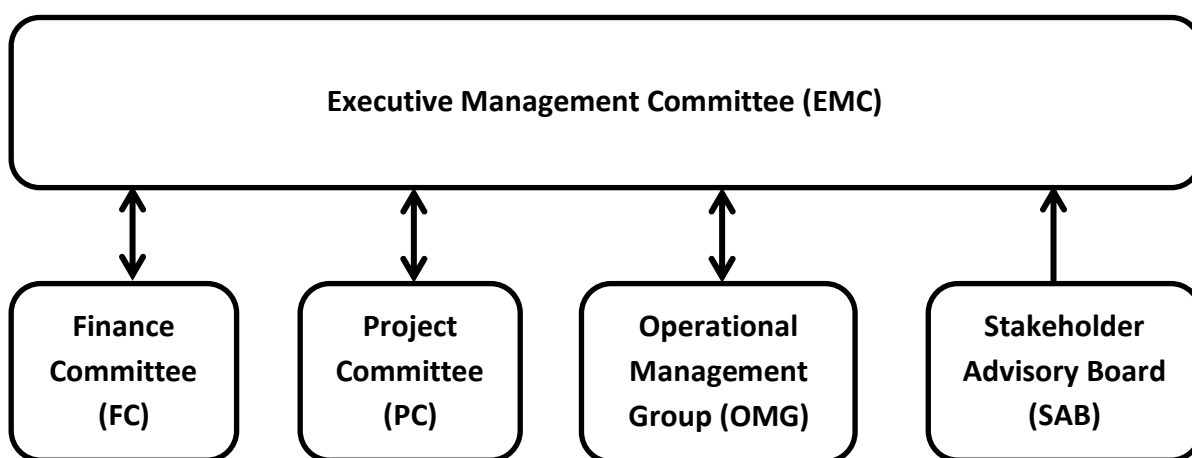 Executive Management Committee (EMC)
Finance
Committee
(FC)
Project
Committee
(PC)
Operational
Management
Group (OMG)
Stakeholder
Advisory Board
(SAB)